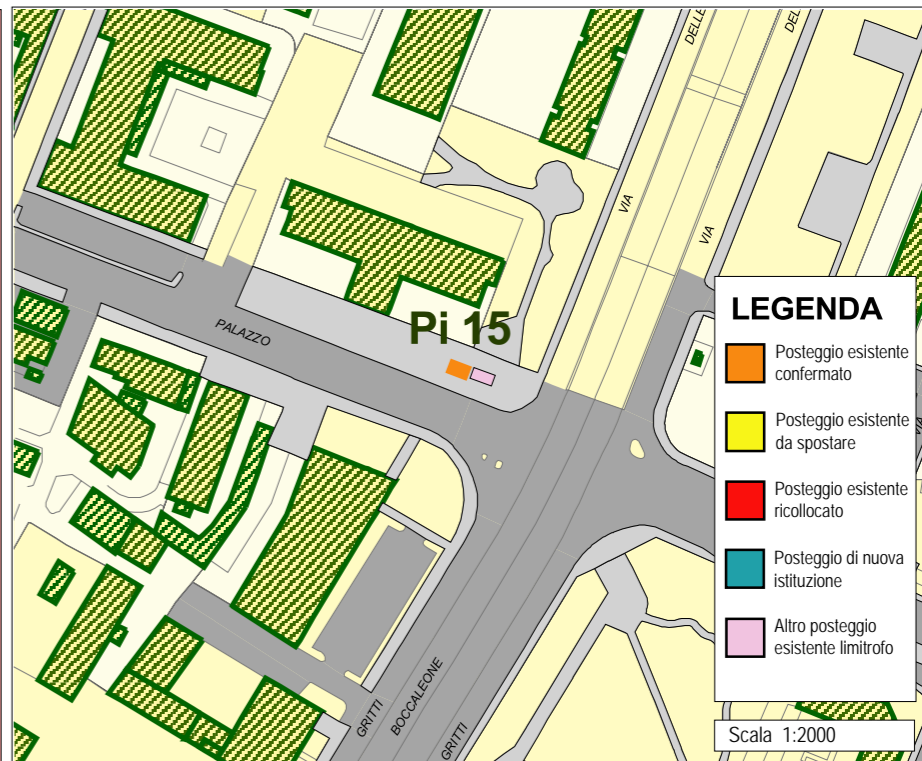 DELLE
VIA
VIA
PALAZZO
Pi 15
GRITTI
BOCCALEONE
GRITTI
LEGENDA
Posteggio esistente
confermato
Posteggio esistente
da spostare
Posteggio esistente
ricollocato
Posteggio di nuova
istituzione
Altro posteggio
esistente limitrofo
Scala 1:2000